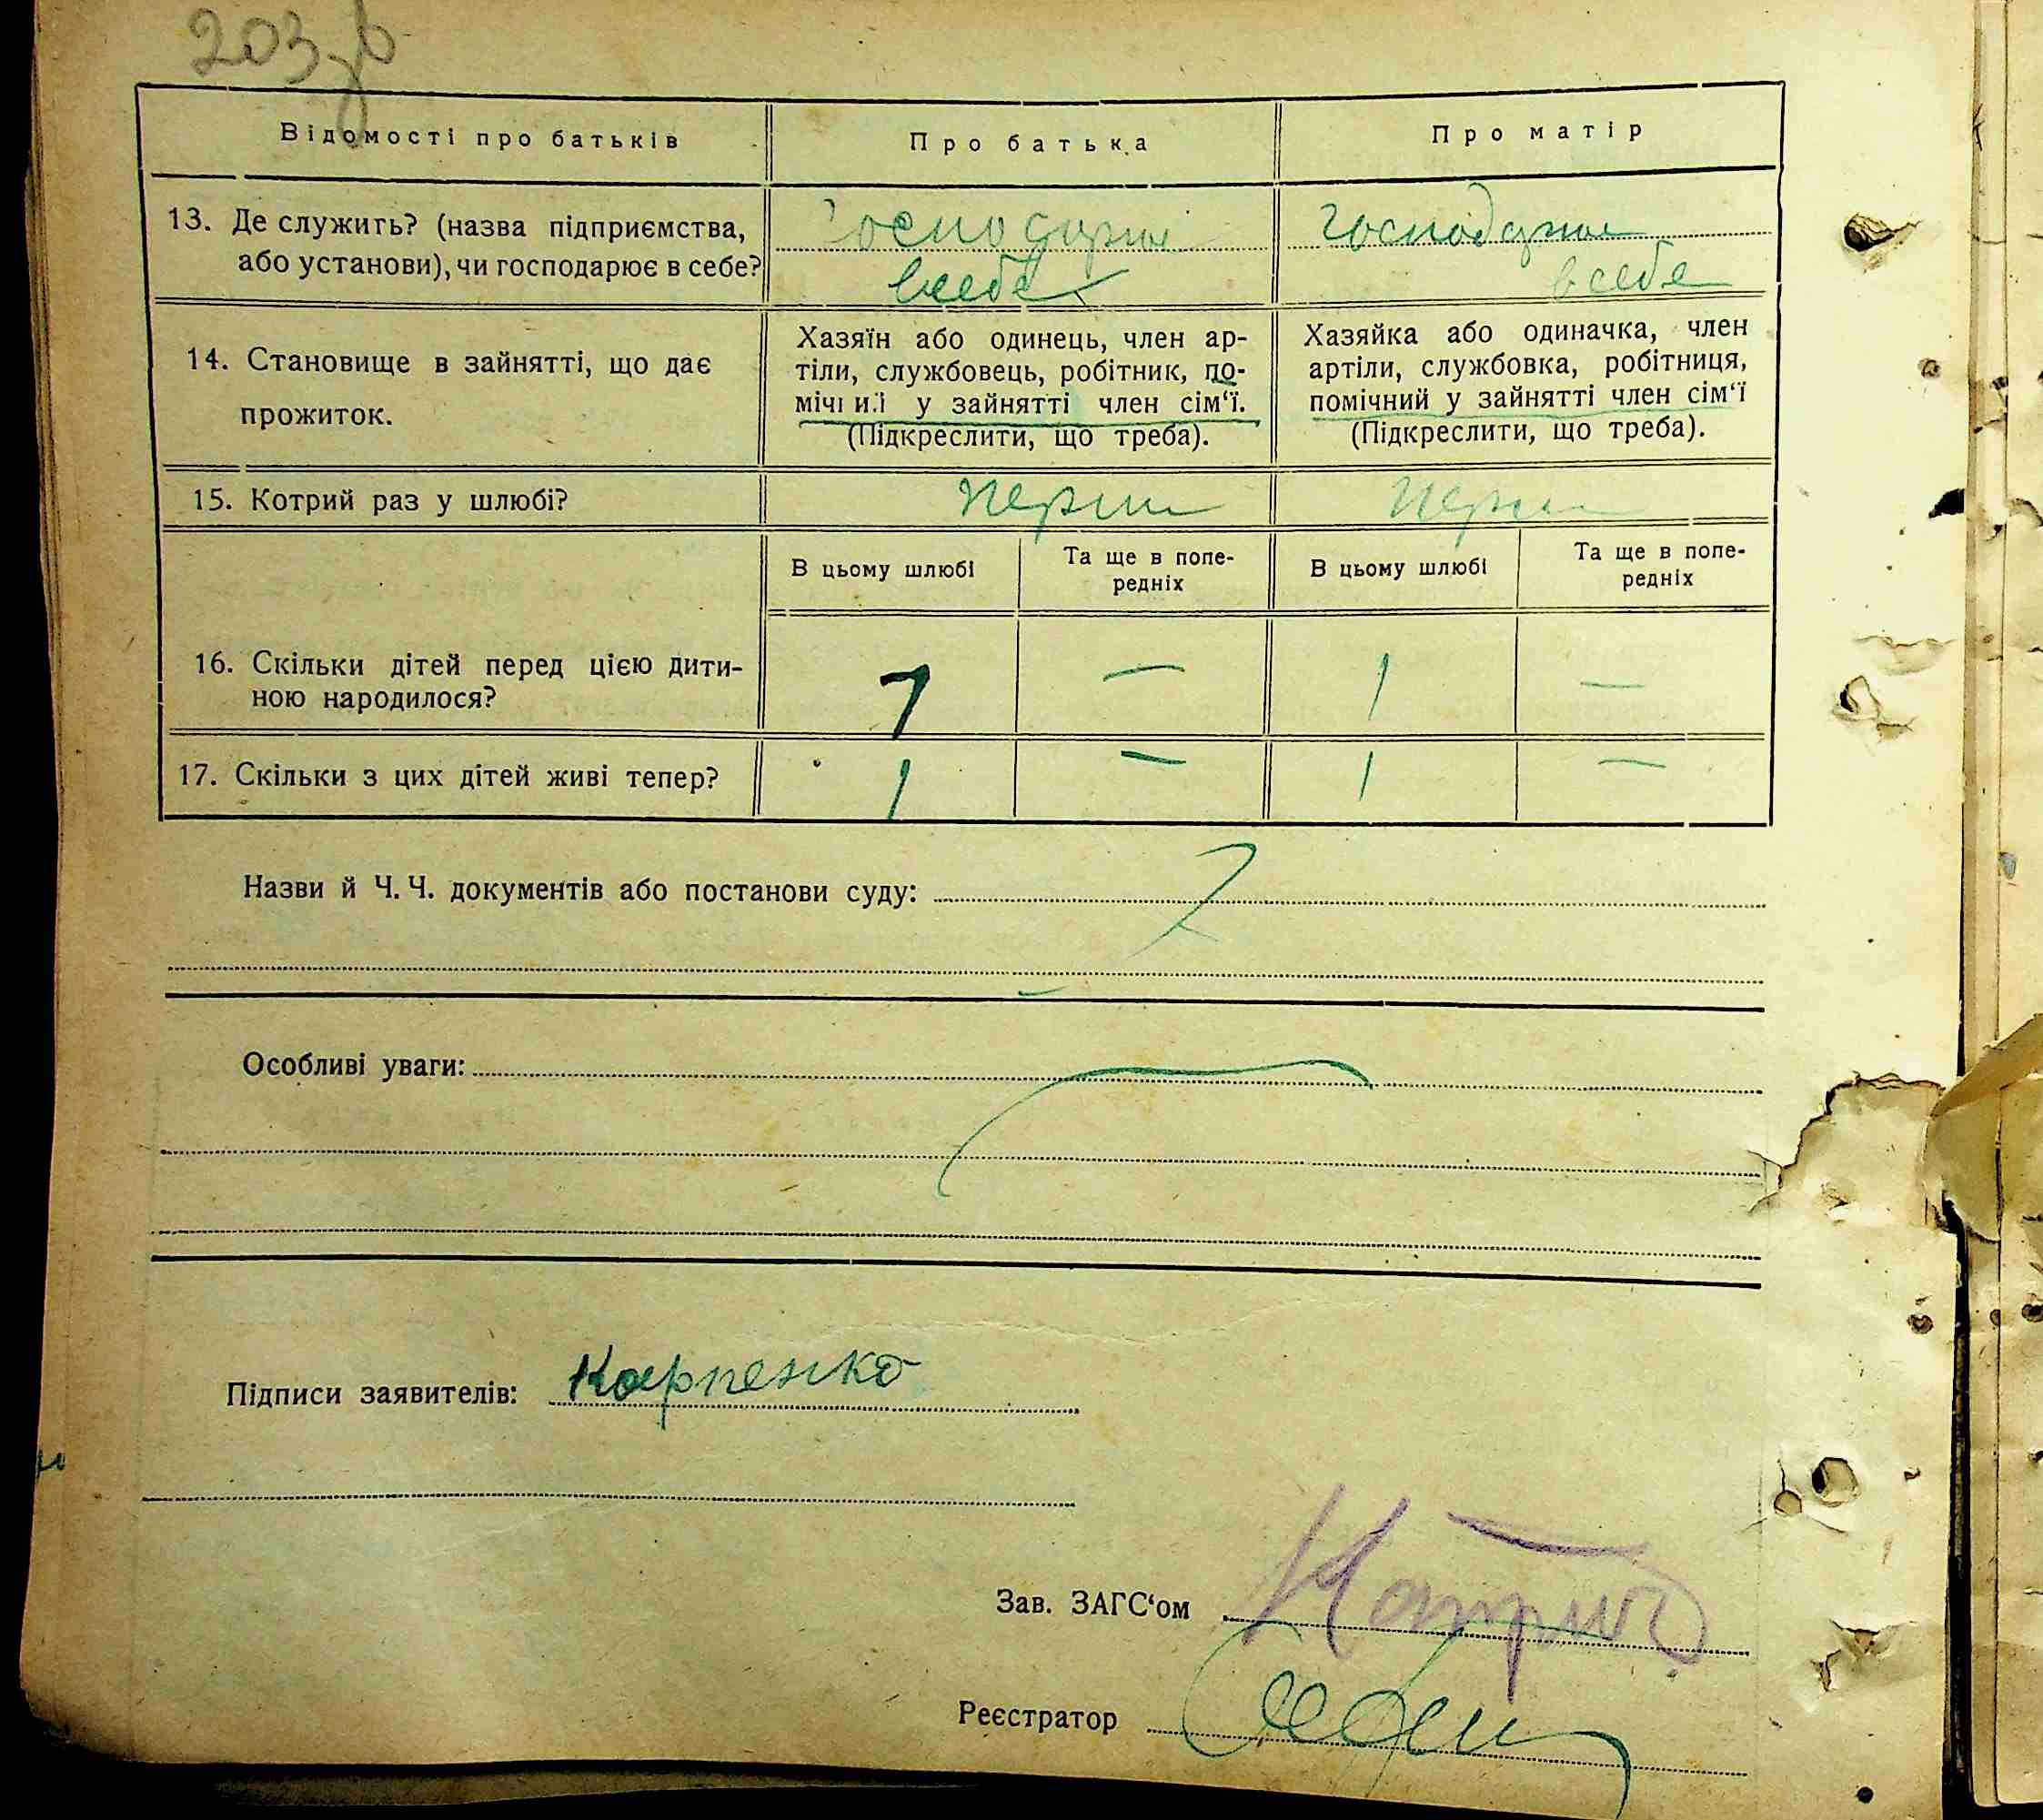 203 зв
Відомості про батьків
Про батька
Про матір
13. Де служить? (назва підприємства,
або установи), чи господарює в себе?
господарює
в себе
господарює
в себе
14. Становище в зайнятті, що дає
прожиток.
Хазяїн або одинець, член ар-
тіли, службовець, робітник, по-
мічний у зайнятті член сім‘ї.
(Підкреслити, що треба).
Хазяйка або одиначка, член
артіли, службовка, робітниця,
помічний у зайнятті член сім‘ї
(Підкреслити, що треба).
15. Котрий раз у шлюбі?
перши
перши
В цьому шлюбі
Та ще в попе-
редніх
В цьому шлюбі
Та ще в попе-
редніх
16. Скільки дітей перед цією дити-
ною народилося?
1 — 1 —
17. Скільки з цих дітей живі тепер?
1 — 1 —
Назви й Ч. Ч. документів або постанови суду:
Особливі уваги:
Підписи заявителів: Карпенко
Зав. ЗАГС‘ом
Реєстратор